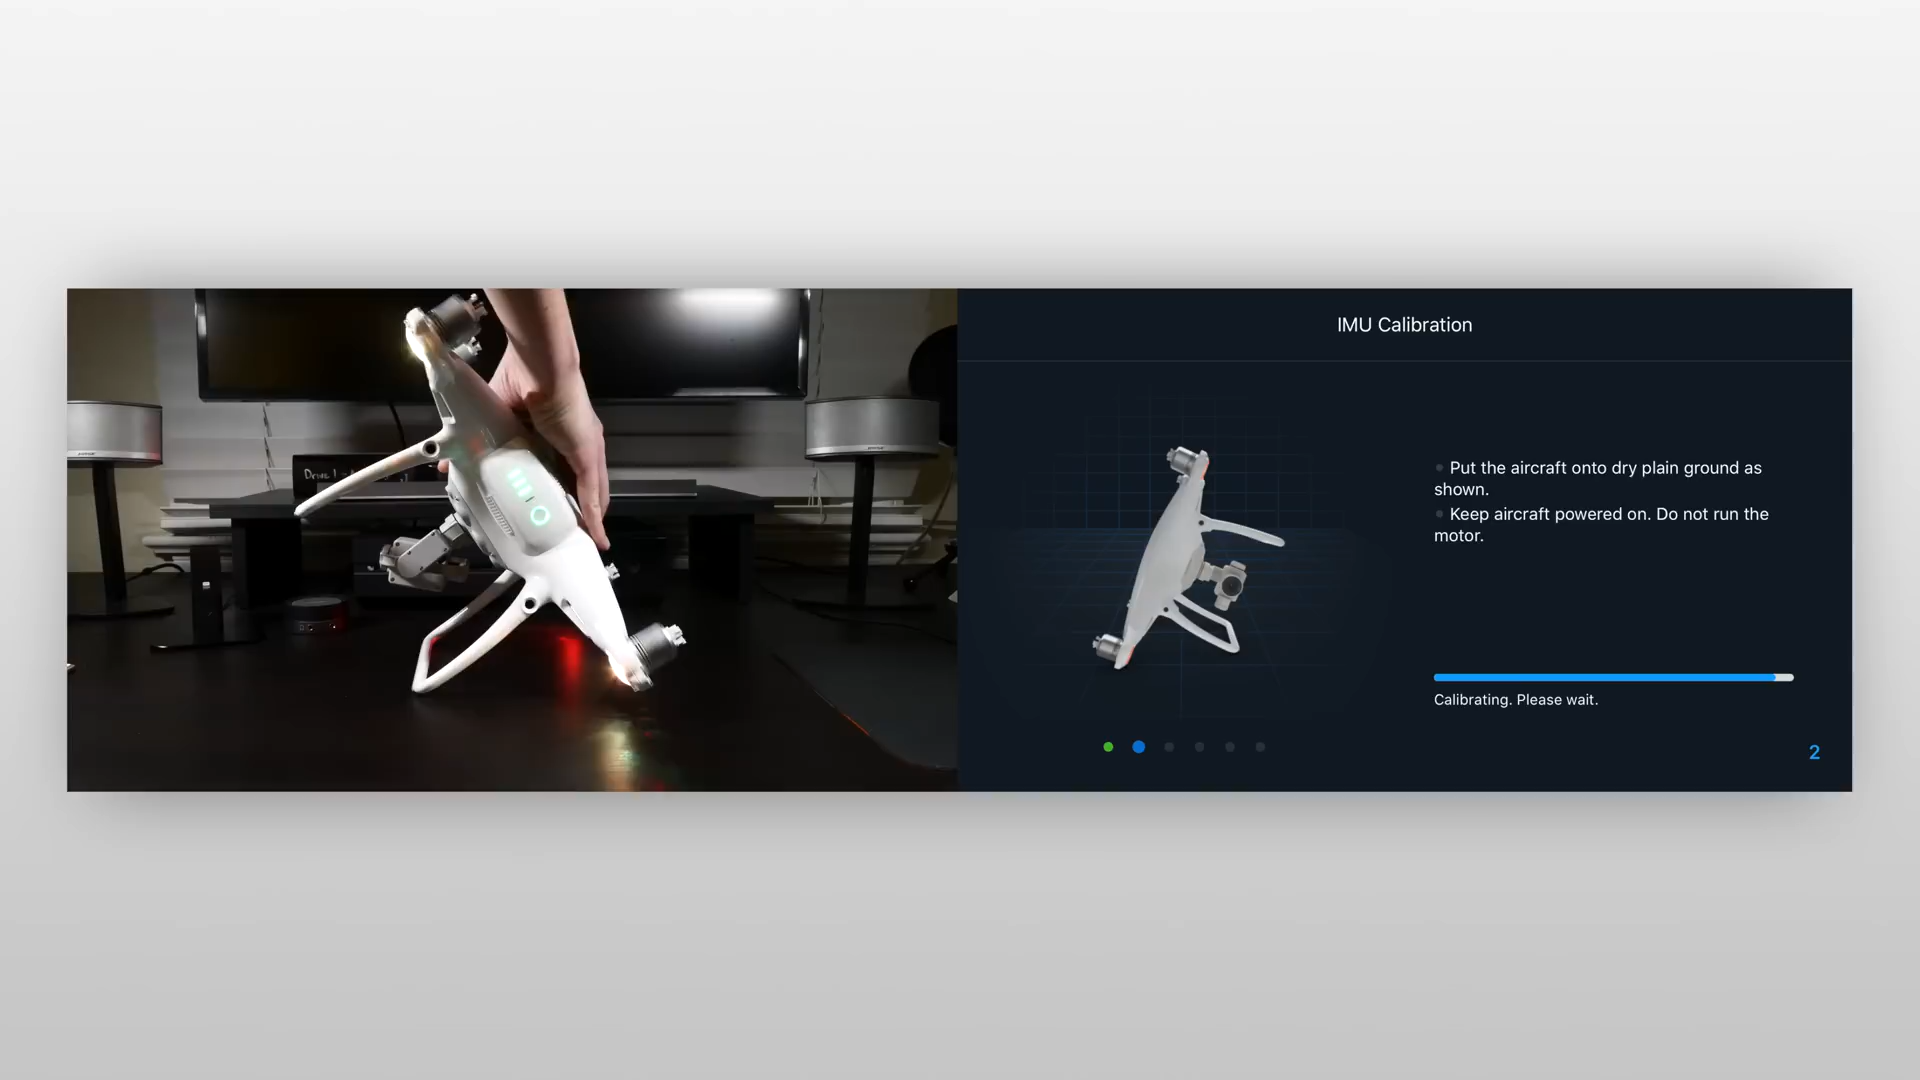 IMU Calibration
Put the aircraft onto dry plain ground as
shown.
Keep aircraft powered on. Do not run the
motor.
Calibrating. Please wait.
2